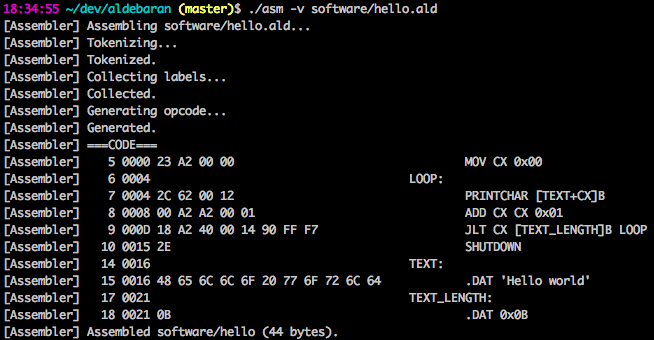 18:34:55 ~/dev/aldebaran (master)$ ./asm -v software/hello.ald
[Assembler] Assembling software/hello.ald...
[Assembler] Tokenizing...
[Assembler] Tokenized.
[Assembler] Collecting labels...
[Assembler] Collected.
[Assembler] Generating opcode...
[Assembler] Generated.
[Assembler] ===CODE===
[Assembler] 5 0000 23 A2 00 00 MOV CX 0x00
[Assembler] 6 0004 LOOP:
[Assembler] 7 0004 2C 62 00 12 PRINTCHAR [TEXT+CX]B
[Assembler] 8 0008 00 A2 A2 00 01 ADD CX CX 0x01
[Assembler] 9 000D 18 A2 40 00 14 90 FF F7 JLT CX [TEXT_LENGTH]B LOOP
[Assembler] 10 0015 2E SHUTDOWN
[Assembler] 14 0016 TEXT:
[Assembler] 15 0016 48 65 6C 6C 6F 20 77 6F 72 6C 64 .DAT 'Hello world'
[Assembler] 17 0021 TEXT_LENGTH:
[Assembler] 18 0021 0B .DAT 0x0B
[Assembler] Assembled software/hello (44 bytes).